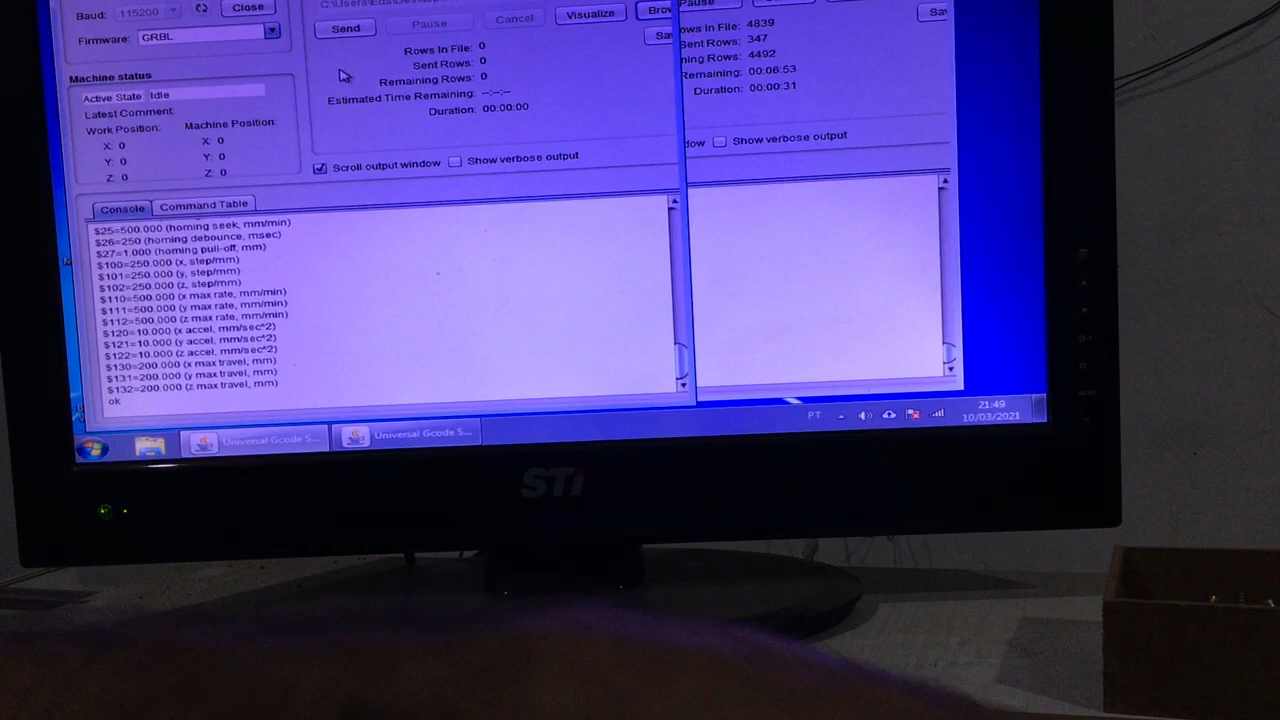 Baud: 115200 Close
Firmware: GRBL
Machine status
Active State Idle
Latest Comment:
Work Position: Machine Position:
X: 0 X: 0
Y: 0 Y: 0
Z: 0 Z: 0
Send Pause Cancel Visualize
Rows In File: 0
Sent Rows: 0
Remaining Rows: 0
Estimated Time Remaining: --:--:--
Duration: 00:00:00
Scroll output window Show verbose output
Console Command Table
$25=500.000 (homing seek, mm/min)
$26=250 (homing debounce, msec)
$27=1.000 (homing pull-off, mm)
$100=250.000 (x, step/mm)
$101=250.000 (y, step/mm)
$102=250.000 (z, step/mm)
$110=500.000 (x max rate, mm/min)
$111=500.000 (y max rate, mm/min)
$112=500.000 (z max rate, mm/min)
$120=10.000 (x accel, mm/sec^2)
$121=10.000 (y accel, mm/sec^2)
$122=10.000 (z accel, mm/sec^2)
$130=200.000 (x max travel, mm)
$131=200.000 (y max travel, mm)
$132=200.000 (z max travel, mm)
ok
Pause
ows In File: 4839
Sent Rows: 347
ning Rows: 4492
Remaining: 00:06:53
Duration: 00:00:31
dow Show verbose output
Universal Gcode S... Universal Gcode S...
PT 21:49
10/03/2021
STi